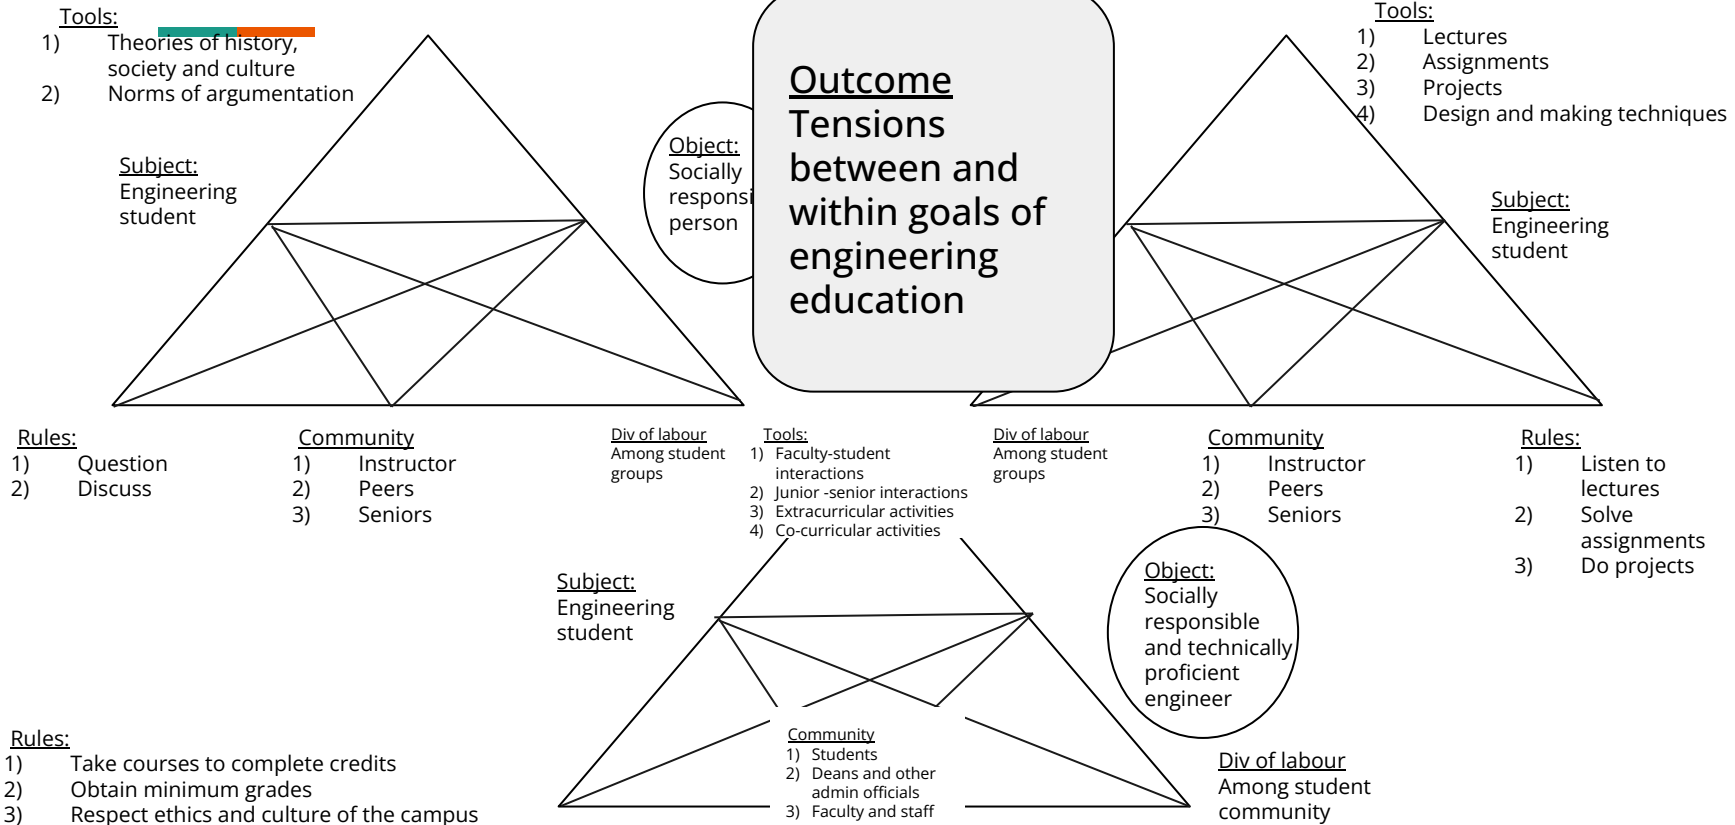 Tools:
1) Theories of history,
society and culture
2) Norms of argumentation
Subject:
Engineering
student
Object:
Socially
responsi
person
Outcome
Tensions
between and
within goals of
engineering
education
Tools:
1) Lectures
2) Assignments
3) Projects
4) Design and making techniques
Subject:
Engineering
student
Rules:
1) Question
2) Discuss
Community
1) Instructor
2) Peers
3) Seniors
Div of labour
Among student
groups
Tools:
1) Faculty-student
interactions
2) Junior -senior interactions
3) Extracurricular activities
4) Co-curricular activities
Div of labour
Among student
groups
Community
1) Instructor
2) Peers
3) Seniors
Rules:
1) Listen to
lectures
2) Solve
assignments
3) Do projects
Subject:
Engineering
student
Object:
Socially
responsible
and technically
proficient
engineer
Rules:
1) Take courses to complete credits
2) Obtain minimum grades
3) Respect ethics and culture of the campus
Community
1) Students
2) Deans and other
admin officials
3) Faculty and staff
Div of labour
Among student
community